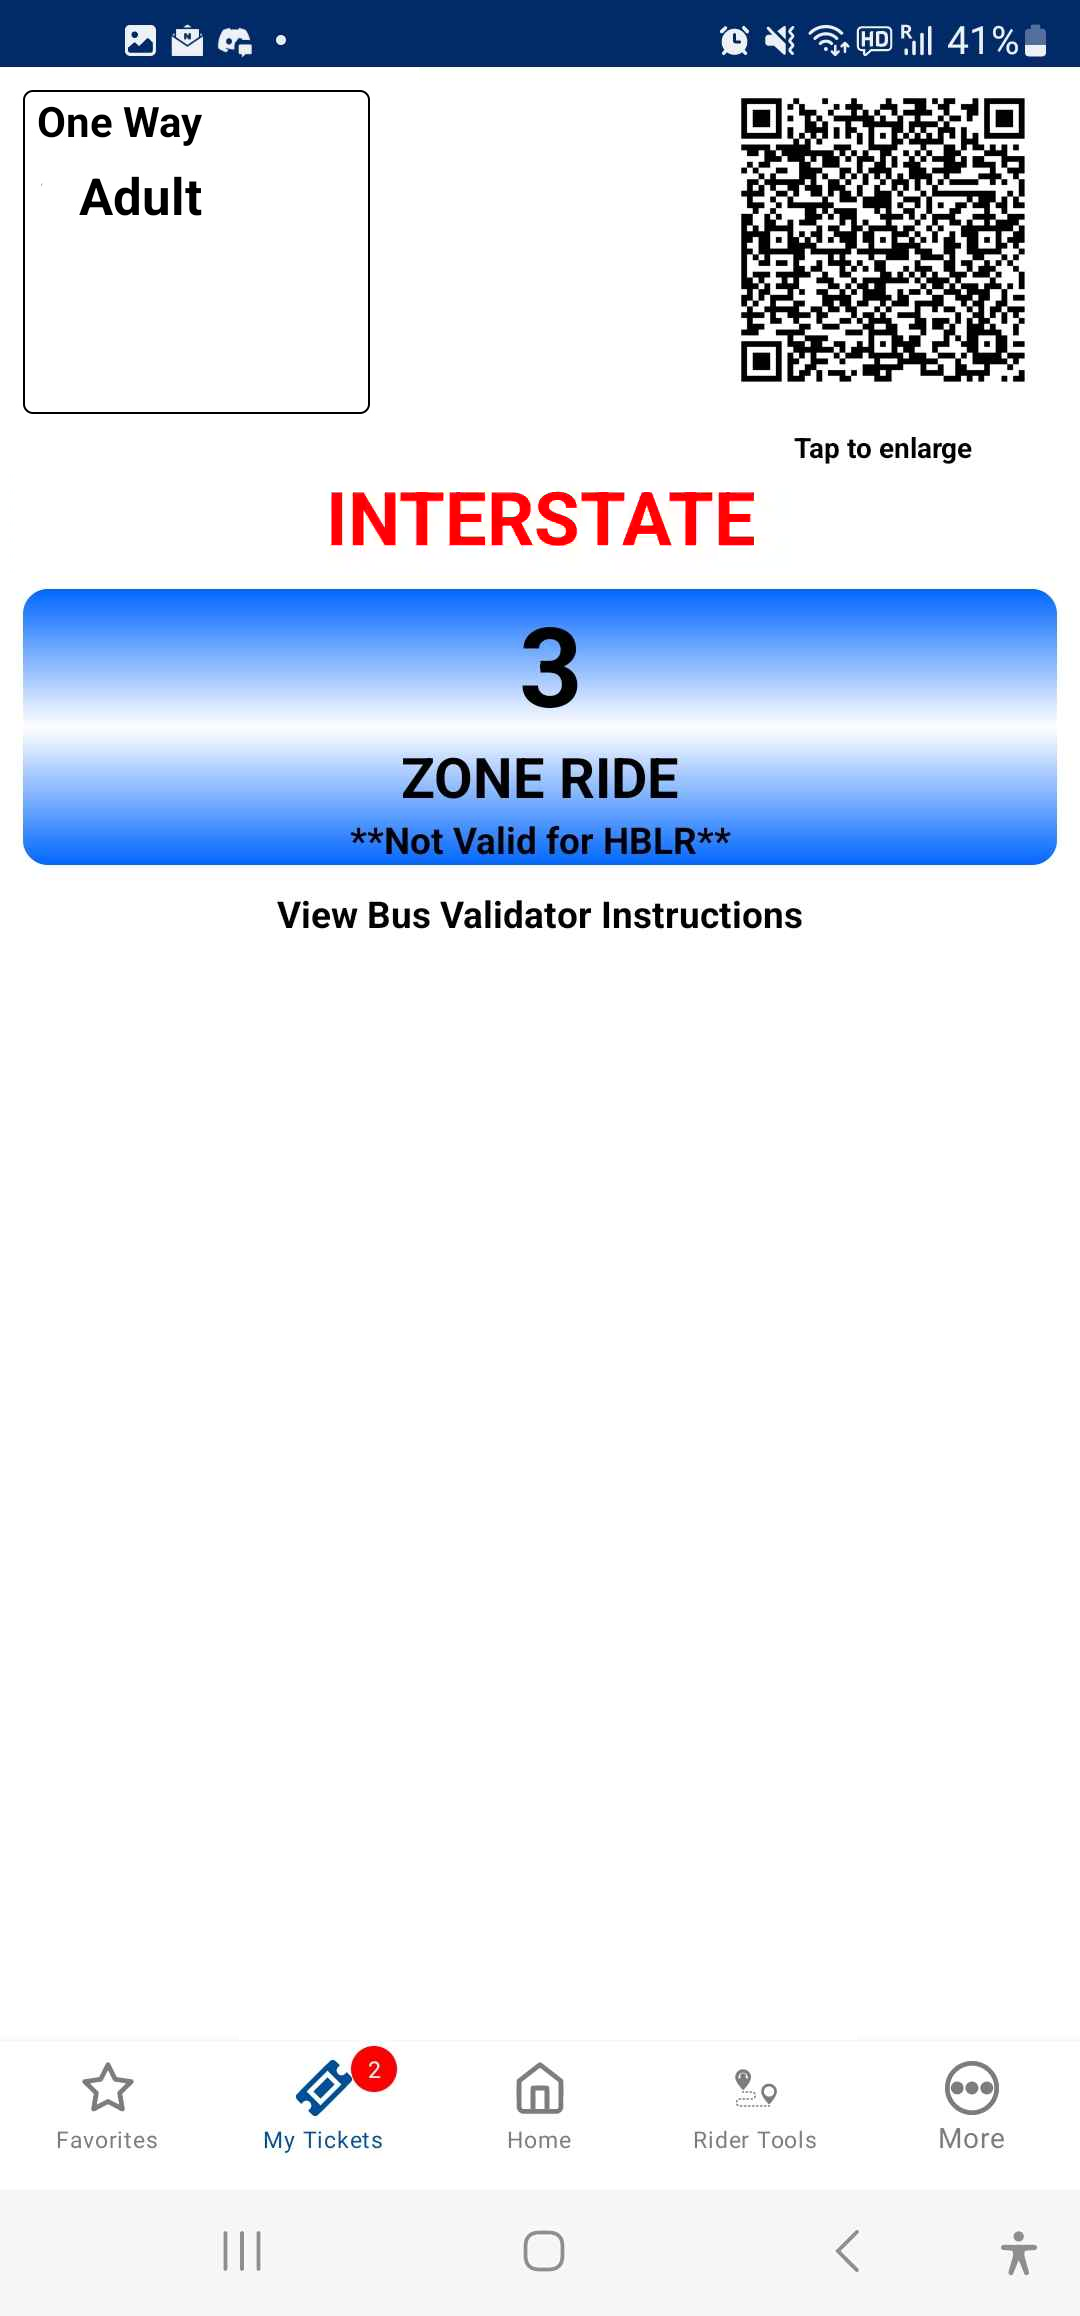 41%
One Way
Adult
Tap to enlarge
INTERSTATE
3
ZONE RIDE
**Not Valid for HBLR**
View Bus Validator Instructions
2
Favorites
My Tickets
Home
Rider Tools
More